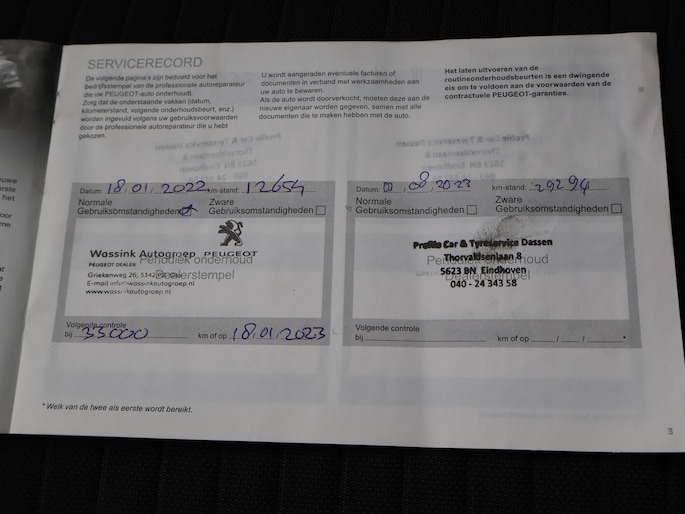 SERVICERECORD
De volgende pagina's zijn bedoeld voor het
bedrijfsstempel van de professionele autoreparateur
die uw PEUGEOT-auto onderhoudt.
Zorg dat de onderstaande vakken (datum,
kilometerstand, volgende onderhoudsbeurt, enz.)
worden ingevuld volgens uw gebruiksvoorwaarden
door de professionele autoreparateur die u hebt
gekozen.
U wordt aangeraden eventuele facturen of
documenten in verband met werkzaamheden aan
uw auto te bewaren.
Als de auto wordt doorverkocht, moeten deze aan de
nieuwe eigenaar worden gegeven, samen met alle
documenten die te maken hebben met de auto.
Het laten uitvoeren van de
routineonderhoudsbeurten is een dwingende
eis om te voldoen aan de voorwaarden van de
contractuele PEUGEOT-garanties.
Datum: 18.01.2022 km-stand: 12654
Normale Zware
Gebruiksomstandigheden Gebruiksomstandigheden
Wassink Autogroep PEUGEOT
PEUGEOT DEALER Periodiek onderhoud
Griekenweg 26, 5342 Dealerstempel
E-mail info@wassinkautogroep.nl
www.wassinkautogroep.nl
Volgende controle
bij 33000 km of op 18.01.2023
Datum: 08.2023 km-stand: 29294
Normale Zware
Gebruiksomstandigheden Gebruiksomstandigheden
Profile Car & Tyreservice Dassen
Periodiek onderhoud
Thorvaldsenlaan 8
5623 BN Eindhoven
Dealerstempel
040 - 24 343 58
Volgende controle
bij km of op / / *
* Welk van de twee als eerste wordt bereikt.
3